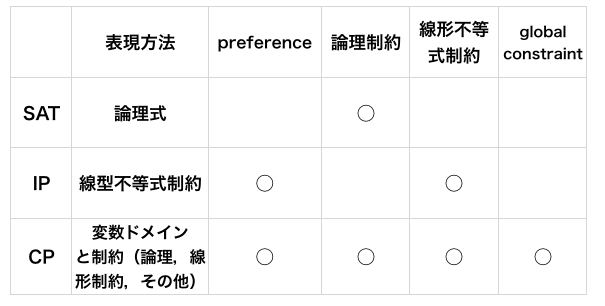 表現方法 preference 論理制約 線形不等式制約 global constraint
SAT 論理式 ○
IP 線型不等式制約 ○ ○
CP 変数ドメインと制約（論理，線形制約，その他） ○ ○ ○ ○